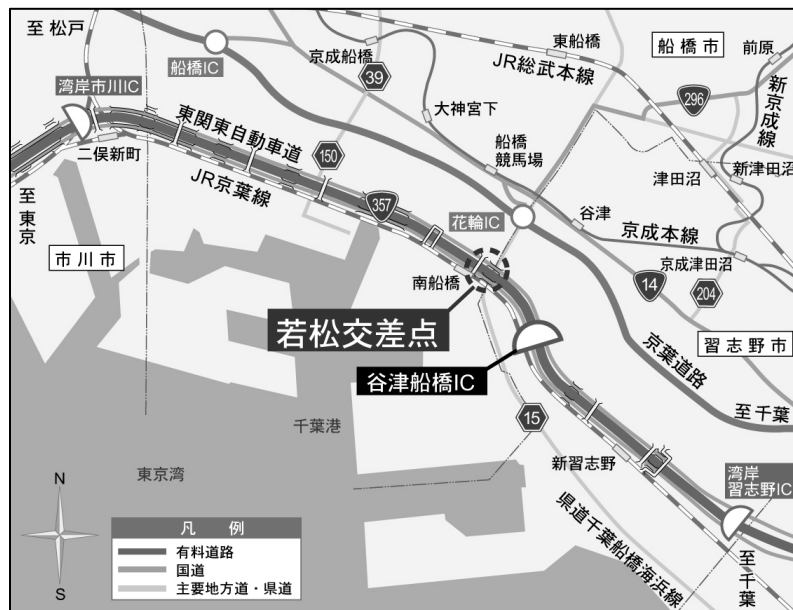 至 松戸
船橋IC
京成船橋
39
東船橋
JR総武本線
船橋市
前原
新京成線
296
湾岸市川IC
東関東自動車道
大神宮下
150
二俣新町
JR京葉線
船橋
競馬場
津田沼
新津田沼
至 東京
357
花輪IC
谷津
京成本線
市川市
南船橋
14
京成津田沼
204
若松交差点
習志野市
谷津船橋IC
京葉道路
至 千葉
15
千葉港
東京湾
新習志野
湾岸
習志野IC
県道千葉船橋海浜線
至 千葉
N
S
凡 例
有料道路
国道
主要地方道・県道